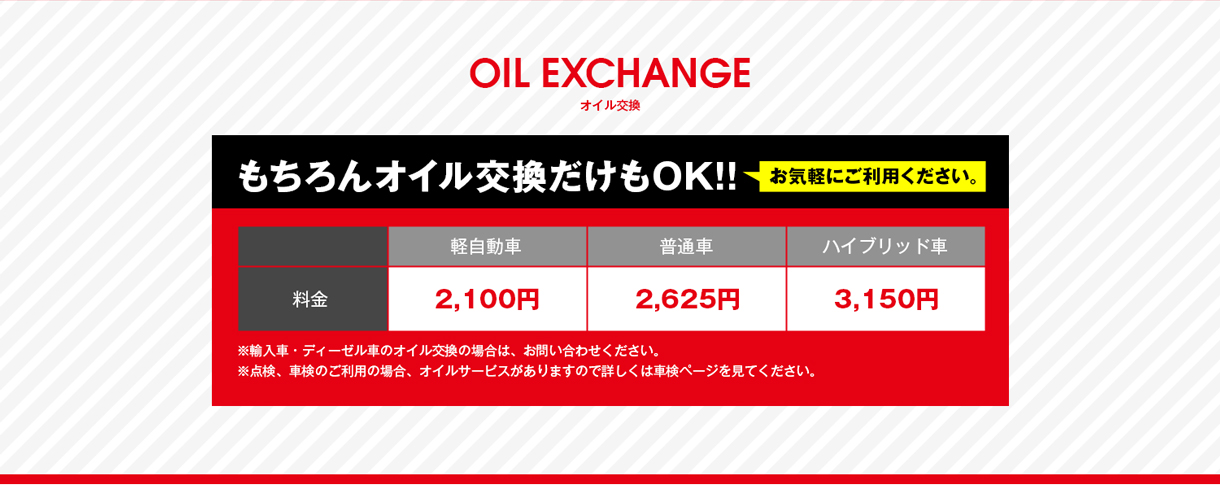 OIL EXCHANGE
オイル交換
もちろんオイル交換だけもOK!! お気軽にご利用ください。
軽自動車 普通車 ハイブリッド車
料金 2,100円 2,625円 3,150円
※輸入車・ディーゼル車のオイル交換の場合は、お問い合わせください。
※点検、車検のご利用の場合、オイルサービスがありますので詳しくは車検ページを見てください。